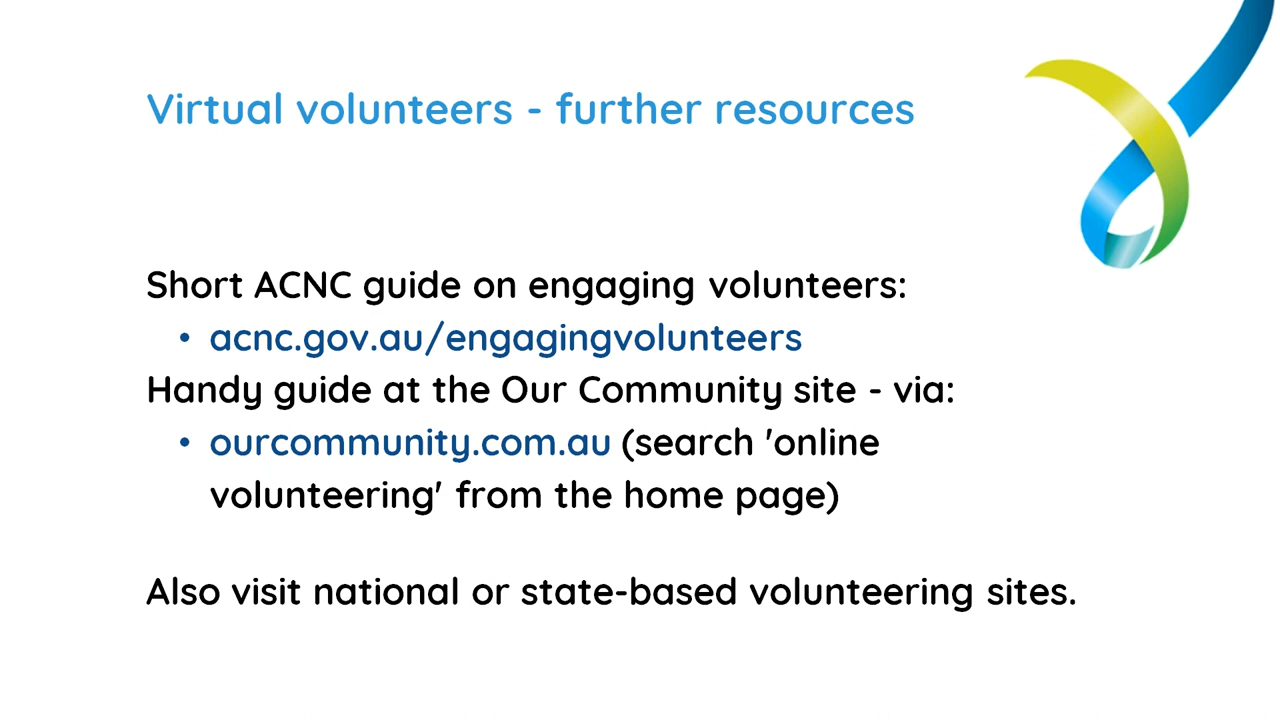 Virtual volunteers - further resources
Short ACNC guide on engaging volunteers:
• acnc.gov.au/engagingvolunteers
Handy guide at the Our Community site - via:
• ourcommunity.com.au (search 'online
volunteering' from the home page)
Also visit national or state-based volunteering sites.